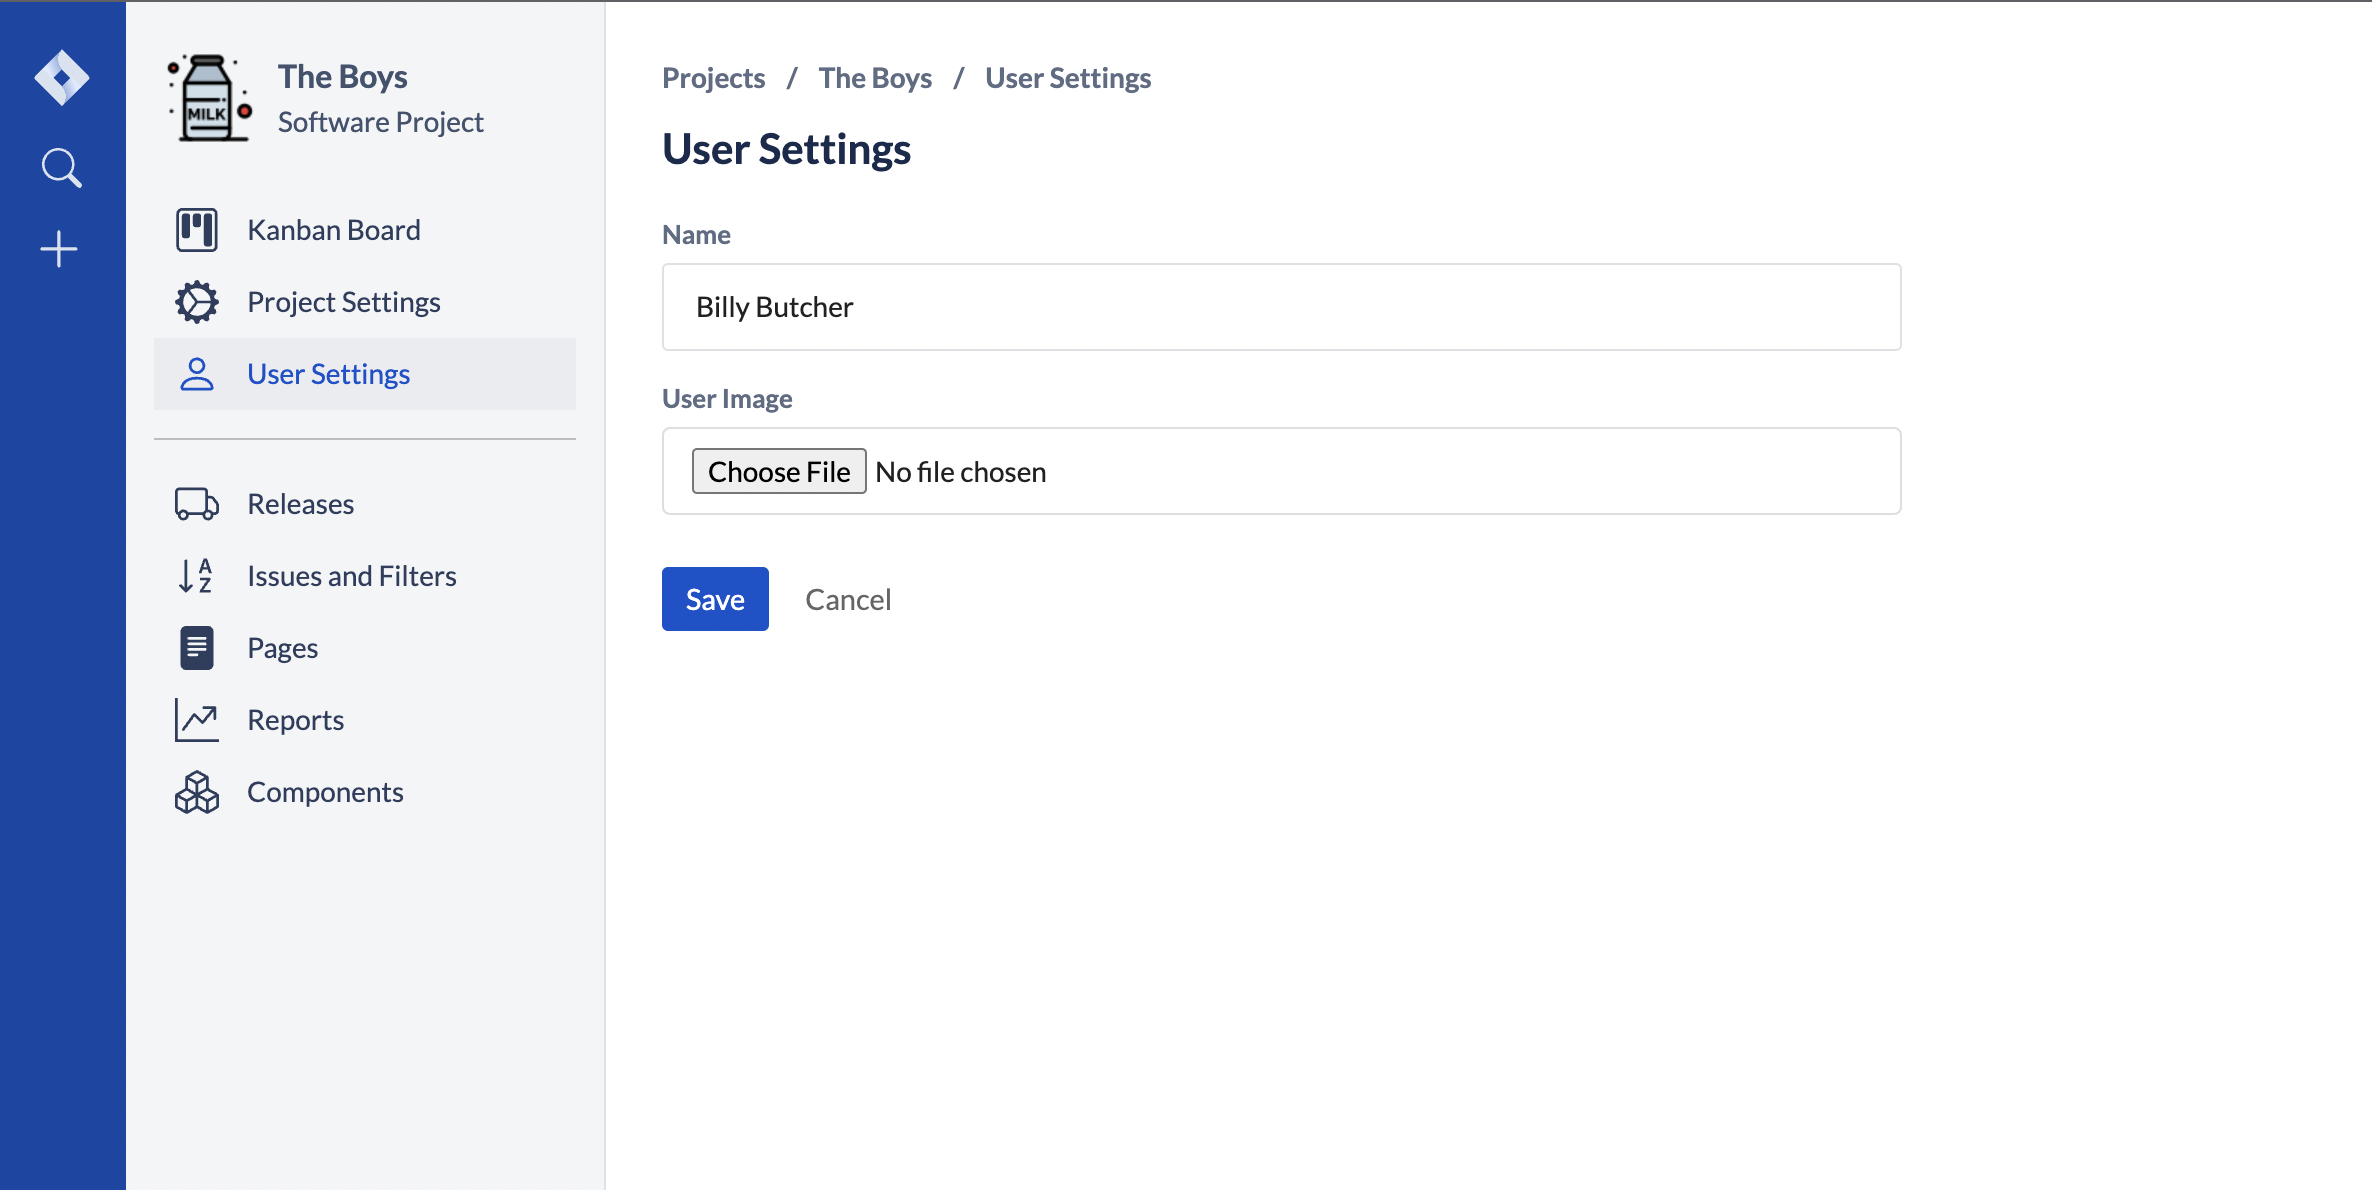 The Boys
Software Project
MILK
Kanban Board
Project Settings
User Settings
Releases
A
Z
Issues and Filters
Pages
Reports
Components
Projects / The Boys / User Settings
User Settings
Name
Billy Butcher
User Image
Choose File No file chosen
Save Cancel